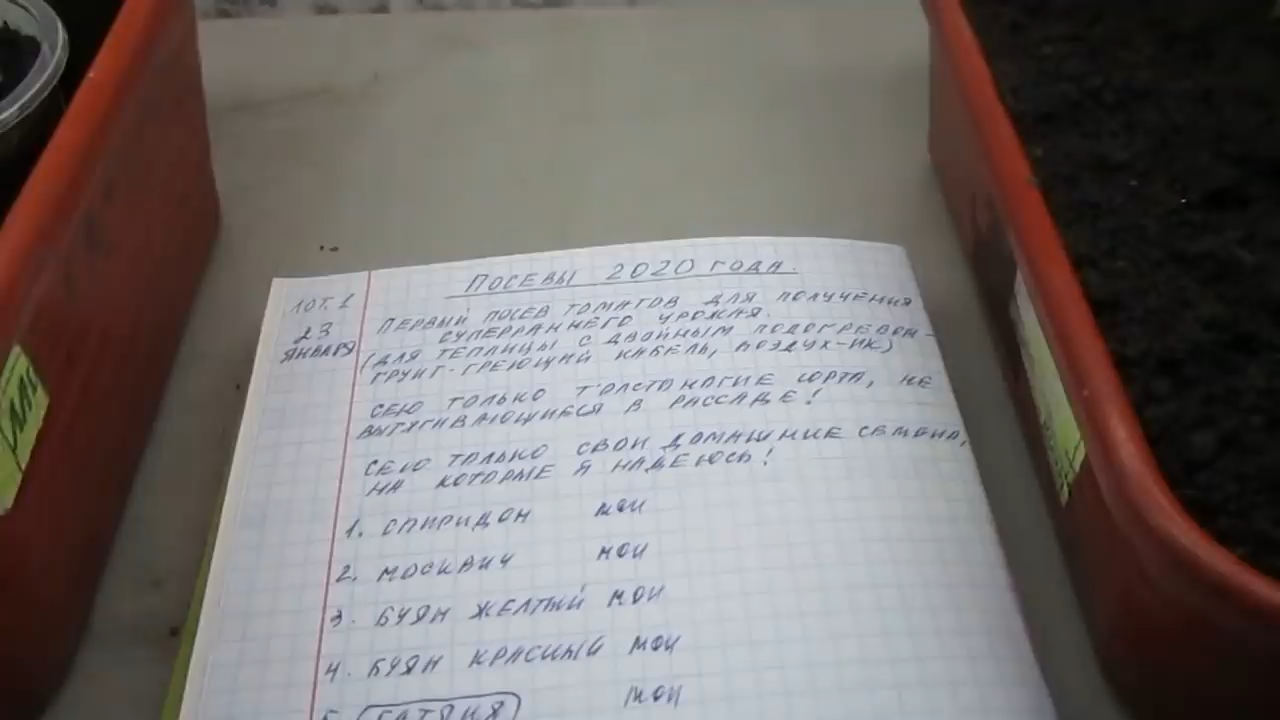 ПОСЕВЫ 2020 ГОДА.
ЛОТ.1
23
ЯНВАРЯ
ПЕРВЫЙ ПОСЕВ ТОМАТОВ ДЛЯ ПОЛУЧЕНИЯ
СУПЕРРАННЕГО УРОЖАЯ.
(ДЛЯ ТЕПЛИЦЫ С ДВОЙНЫМ ПОДОГРЕВОМ-
ГРУНТ-ГРЕЮЩИЙ КАБЕЛЬ, ВОЗДУХ-ИК)
СЕЮ ТОЛЬКО ТОЛСТОНОГИЕ СОРТА, НЕ
ВЫТЯГИВАЮЩИЕСЯ В РАССАДЕ!
СЕЮ ТОЛЬКО СВОИ ДОМАШНИЕ СЕМЕНА,
НА КОТОРЫЕ Я НАДЕЮСЬ!
1. СПИРИДОН МОИ
2. МОСКВИЧ МОИ
3. БУЯН ЖЕЛТЫЙ МОИ
4. БУЯН КРАСНЫЙ МОИ
5. МОИ